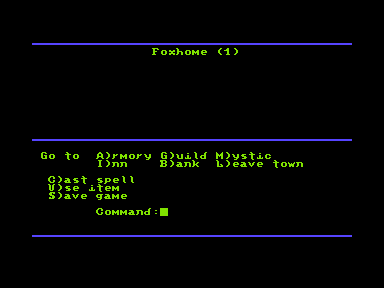 Foxhome (1)
Go to A)rmory G)uild M)ystic
I)nn B)ank L)eave town
C)ast spell
U)se item
S)ave game
Command: